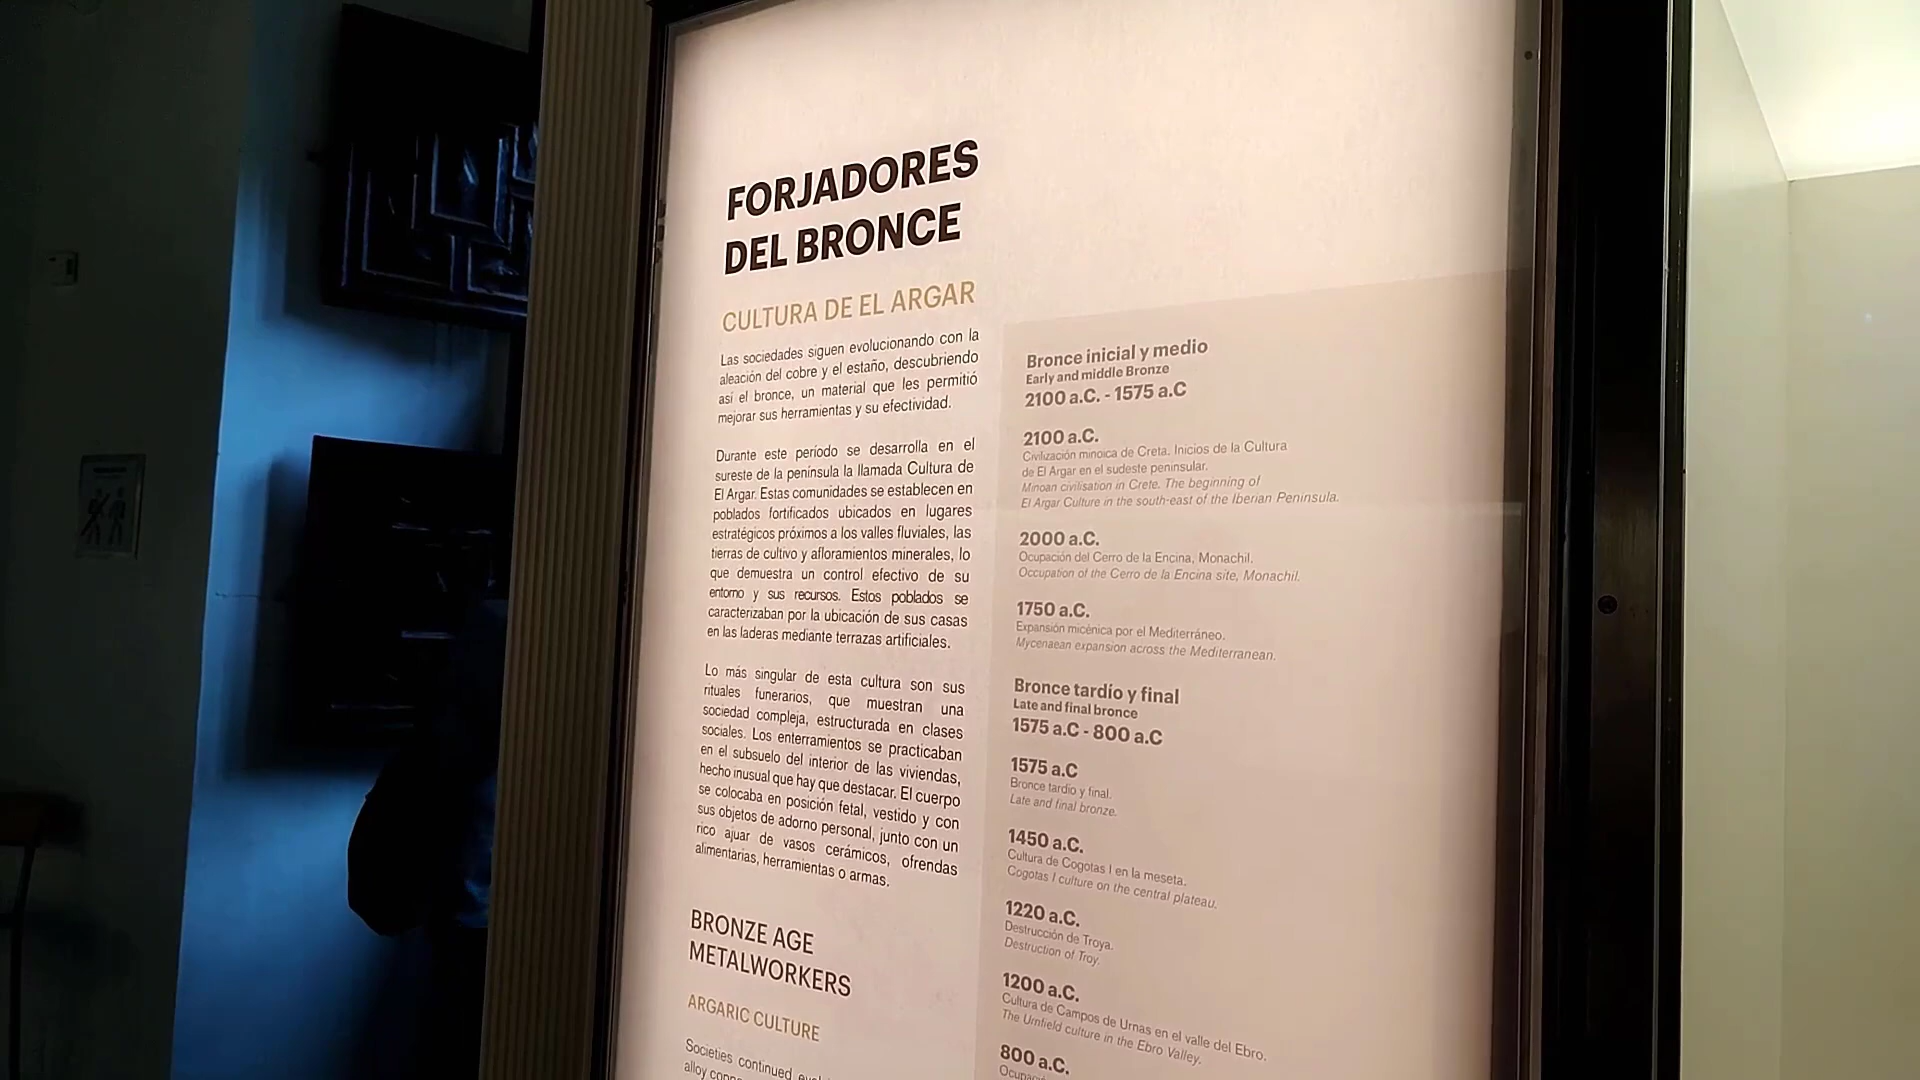 FORJADORES
DEL BRONCE
CULTURA DE EL ARGAR
Las sociedades siguen evolucionando con la
aleación del cobre y el estaño, descubriendo
así el bronce, un material que les permitió
mejorar sus herramientas y su efectividad.
Durante este período se desarrolla en el
sureste de la península la llamada Cultura de
El Argar. Estas comunidades se establecen en
poblados fortificados ubicados en lugares
estratégicos próximos a los valles fluviales, las
tierras de cultivo y afloramientos minerales, lo
que demuestra un control efectivo de su
entorno y sus recursos. Estos poblados se
caracterizaban por la ubicación de sus casas
en las laderas mediante terrazas artificiales.
Lo más singular de esta cultura son sus
rituales funerarios, que muestran una
sociedad compleja, estructurada en clases
sociales. Los enterramientos se practicaban
en el subsuelo del interior de las viviendas,
hecho inusual que hay que destacar. El cuerpo
se colocaba en posición fetal, vestido y con
sus objetos de adorno personal, junto con un
rico ajuar de vasos cerámicos, ofrendas
alimentarias, herramientas o armas.
BRONZE AGE
METALWORKERS
ARGARIC CULTURE
Societies continued
alloy
Bronce inicial y medio
Early and middle Bronze
2100 a.C. - 1575 a.C
2100 a.C.
Civilización minoica de Creta. Inicios de la Cultura
de El Argar en el sudeste peninsular.
Minoan civilisation in Crete. The beginning of
El Argar Culture in the south-east of the Iberian Peninsula.
2000 a.C.
Ocupación del Cerro de la Encina, Monachil.
Occupation of the Cerro de la Encina site, Monachil.
1750 a.C.
Expansión micénica por el Mediterráneo.
Mycenaean expansion across the Mediterranean.
Bronce tardío y final
Late and final bronce
1575 a.C - 800 a.C
1575 a.C
Bronce tardío y final.
Late and final bronze.
1450 a.C.
Cultura de Cogotas I en la meseta.
Cogotas I culture on the central plateau.
1220 a.C.
Destrucción de Troya.
Destruction of Troy.
1200 a.C.
Cultura de Campos de Urnas en el valle del Ebro.
The Urnfield culture in the Ebro Valley.
800 a.C.